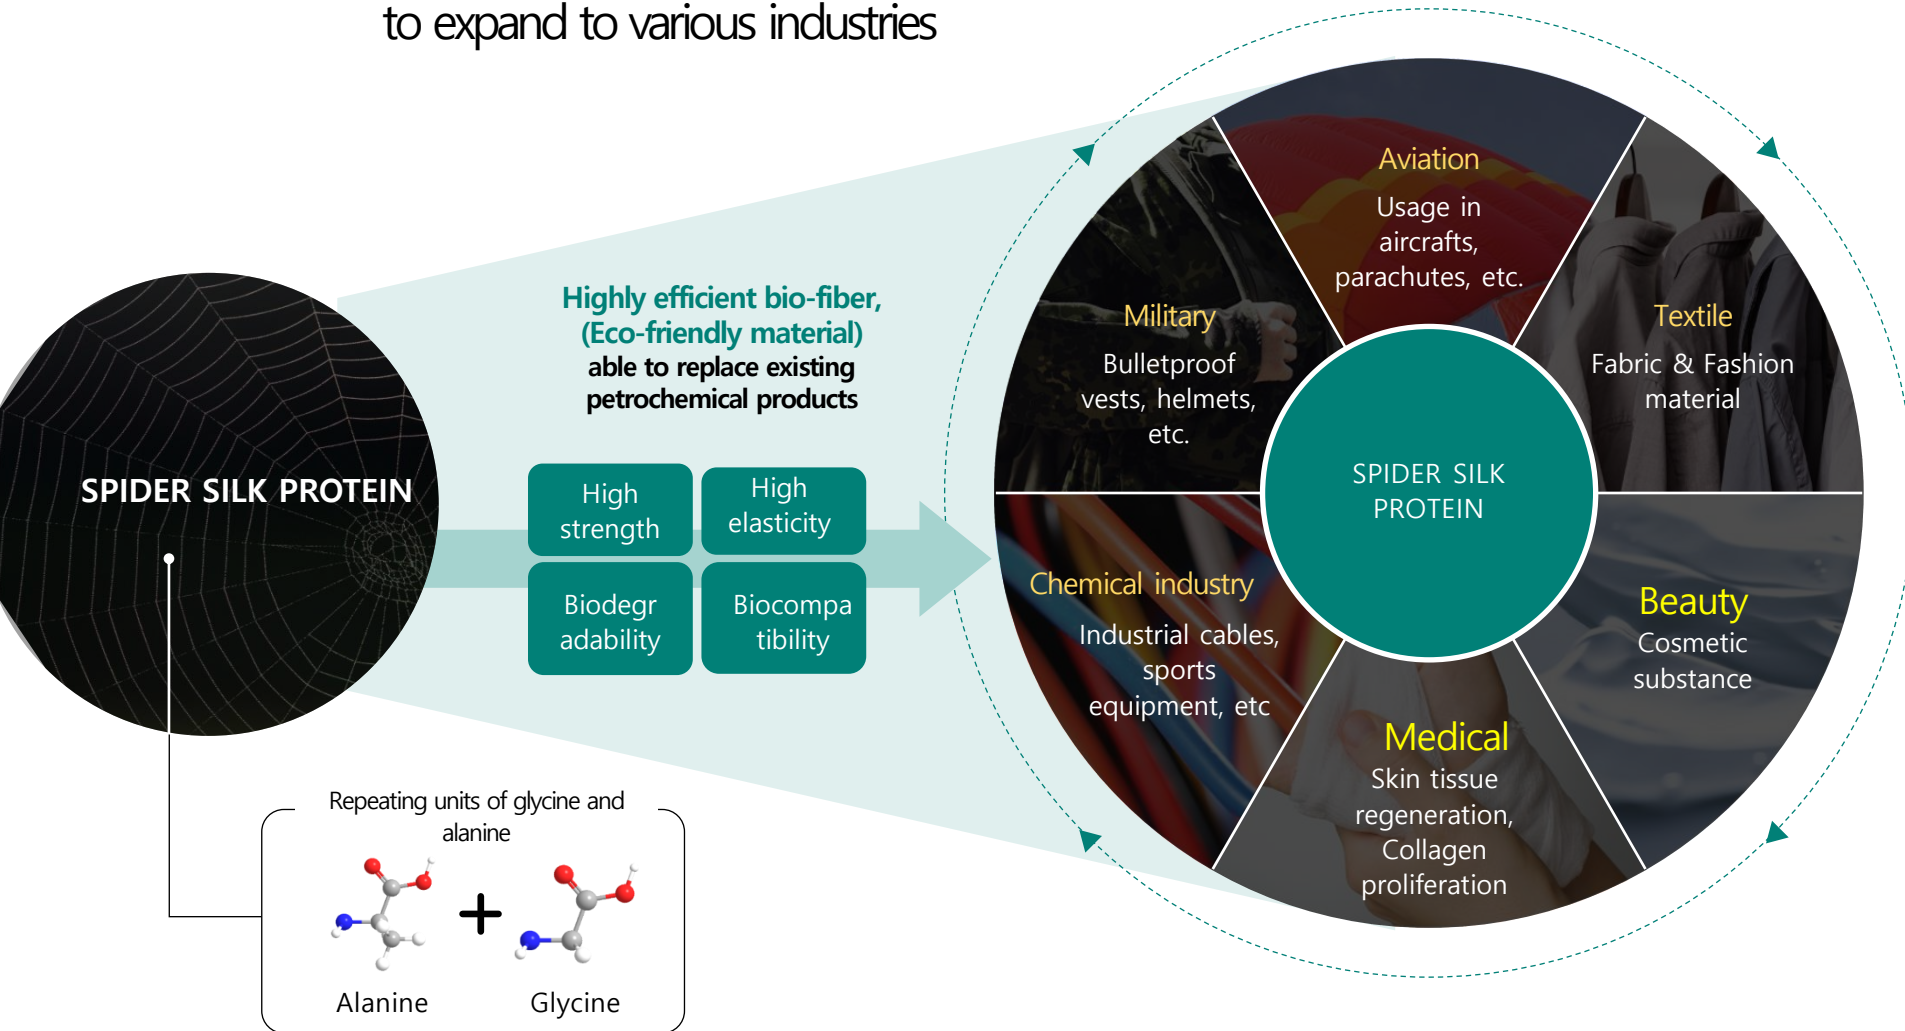 to expand to various industries
Highly efficient bio-fiber,
(Eco-friendly material)
able to replace existing
petrochemical products
SPIDER SILK PROTEIN
High
strength
High
elasticity
Biodegr
adability
Biocompa
tibility
Repeating units of glycine and
alanine
Alanine
Glycine
Aviation
Usage in
aircrafts,
parachutes, etc.
Military
Bulletproof
vests, helmets,
etc.
Textile
Fabric & Fashion
material
SPIDER SILK
PROTEIN
Chemical industry
Industrial cables,
sports
equipment, etc
Beauty
Cosmetic
substance
Medical
Skin tissue
regeneration,
Collagen
proliferation